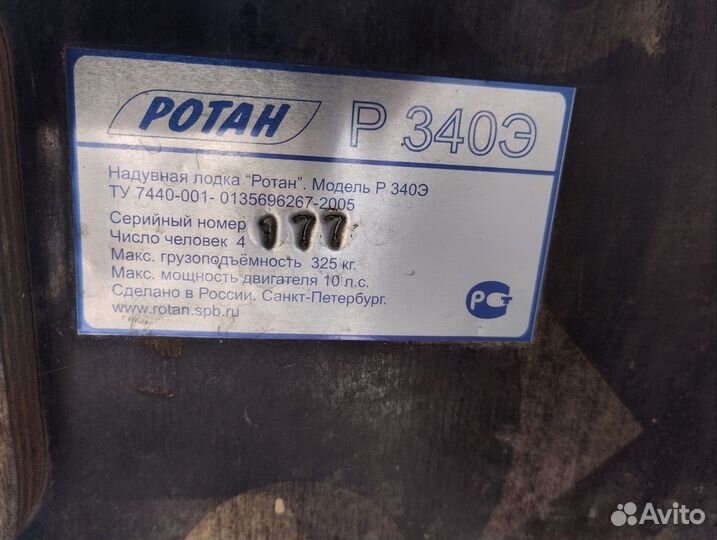 РОТАН Р 340Э
Надувная лодка "Ротан". Модель Р 340Э
ТУ 7440-001- 0135696267-2005
Серийный номер 177
Число человек 4
Макс. грузоподъёмность 325 кг.
Макс. мощность двигателя 10 л.с.
Сделано в России. Санкт-Петербург.
www.rotan.spb.ru
РСТ
Avito